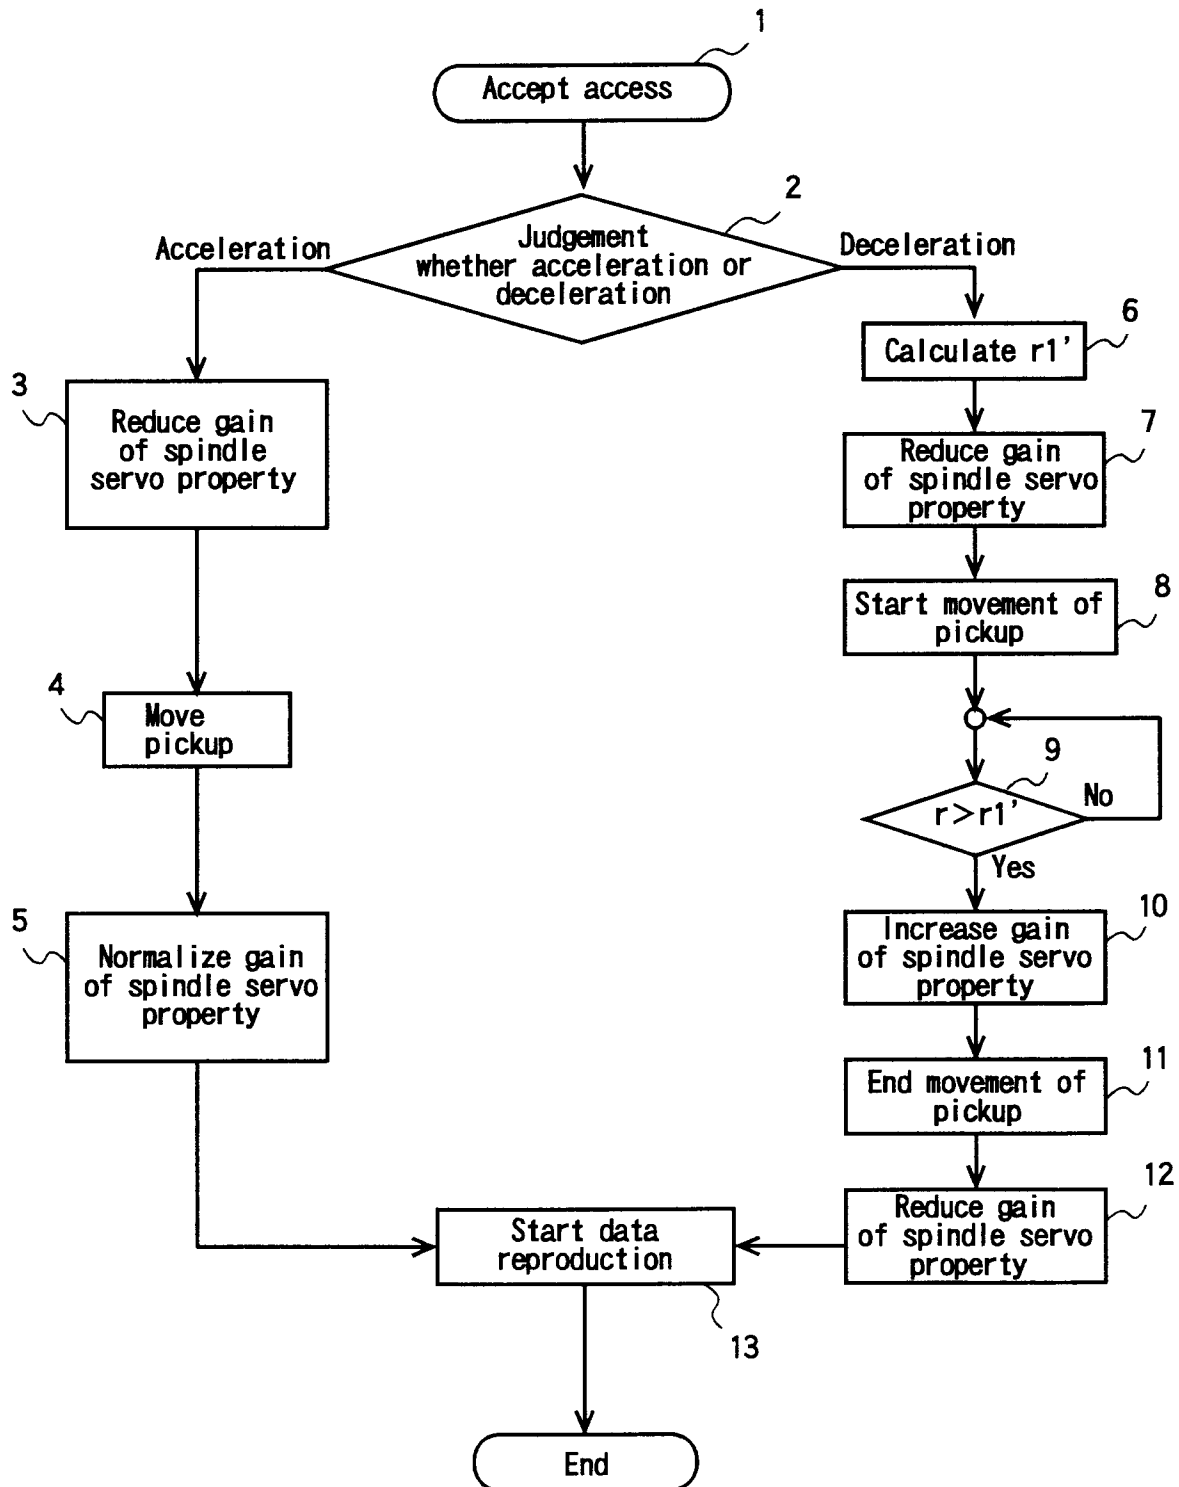 1
Accept access
2
Judgement
whether acceleration or
deceleration
Acceleration
Deceleration
3
Reduce gain
of spindle
servo property
4
Move
pickup
5
Normalize gain
of spindle servo
property
6
Calculate r1'
7
Reduce gain
of spindle servo
property
8
Start movement of
pickup
9
r>r1'
No
Yes
10
Increase gain
of spindle servo
property
11
End movement of
pickup
12
Reduce gain
of spindle servo
property
Start data
reproduction
13
End